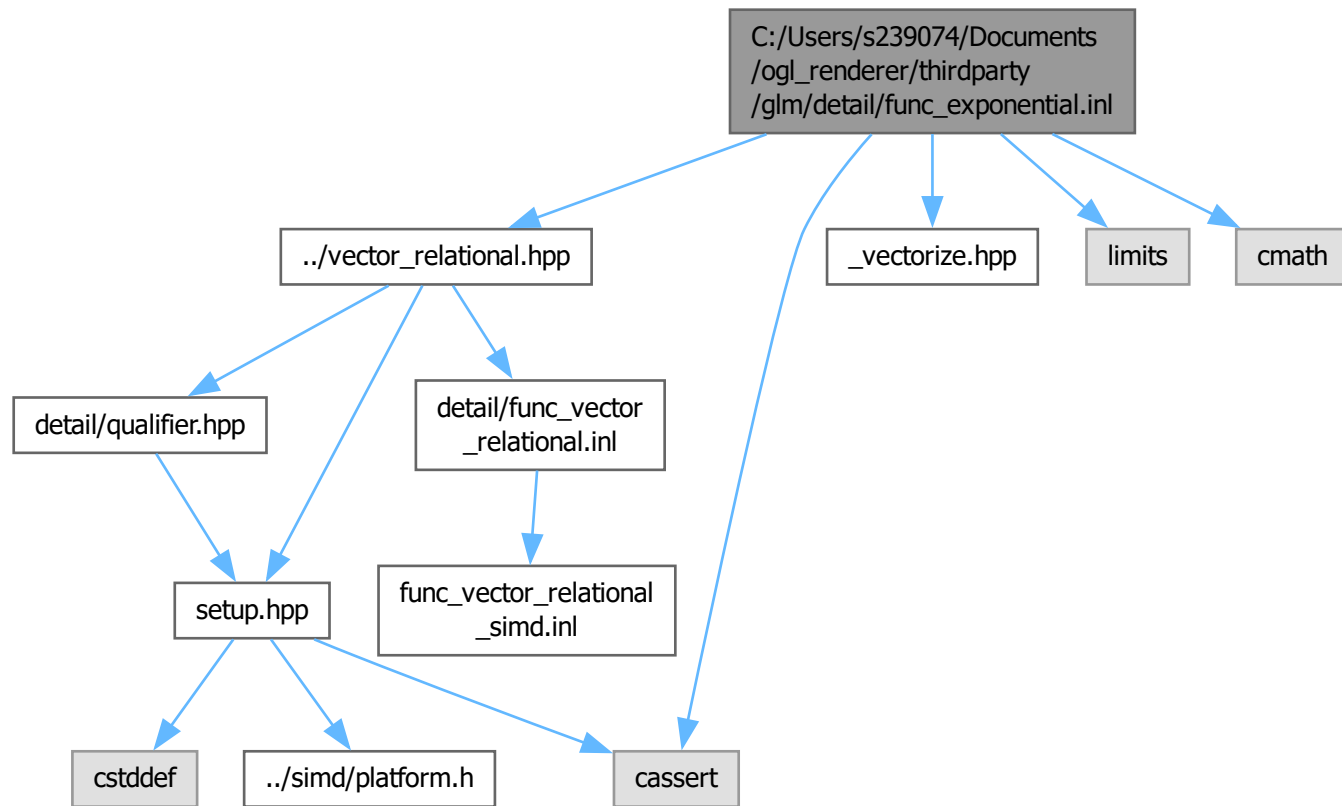 C:/Users/s239074/Documents
/ogl_renderer/thirdparty
/glm/detail/func_exponential.inl
../vector_relational.hpp
_vectorize.hpp
limits
cmath
detail/qualifier.hpp
detail/func_vector
_relational.inl
setup.hpp
func_vector_relational
_simd.inl
cstddef
../simd/platform.h
cassert